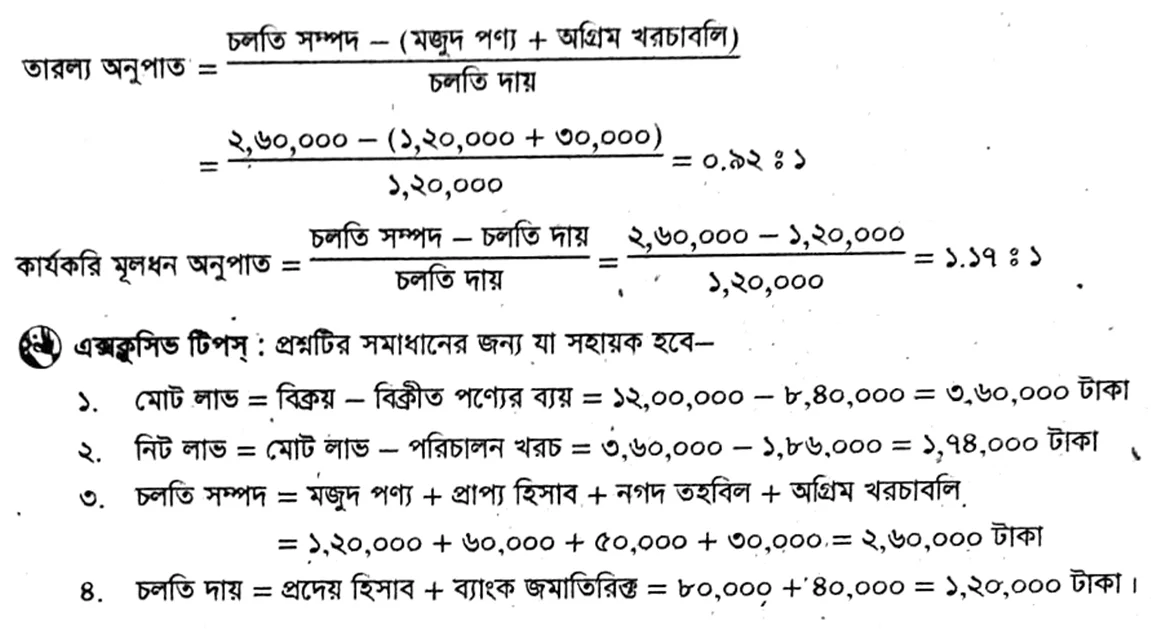 তারল্য অনুপাত = চলতি সম্পদ – (মজুদ পণ্য + অগ্রিম খরচাবলি) / চলতি দায়
= ২,৬০,০০০ – (১,২০,০০০ + ৩০,০০০) / ১,২০,০০০ = ০.৯২ ঃ ১
কার্যকরি মূলধন অনুপাত = চলতি সম্পদ – চলতি দায় / চলতি দায় = ২,৬০,০০০ – ১,২০,০০০ / ১,২০,০০০ = ১.১৭ ঃ ১
এক্সক্লুসিভ টিপস্ : প্রশ্নটির সমাধানের জন্য যা সহায়ক হবে—
১. মোট লাভ = বিক্রয় – বিক্রীত পণ্যের ব্যয় = ১২,০০,০০০ – ৮,৪০,০০০ = ৩,৬০,০০০ টাকা
২. নিট লাভ = মোট লাভ – পরিচালন খরচ = ৩,৬০,০০০ – ১,৮৬,০০০ = ১,৭৪,০০০ টাকা
৩. চলতি সম্পদ = মজুদ পণ্য + প্রাপ্য হিসাব + নগদ তহবিল + অগ্রিম খরচাবলি
= ১,২০,০০০ + ৬০,০০০ + ৫০,০০০ + ৩০,০০০ = ২,৬০,০০০ টাকা
৪. চলতি দায় = প্রদেয় হিসাব + ব্যাংক জমাতিরিক্ত = ৮০,০০০ + ৪০,০০০ = ১,২০,০০০ টাকা।